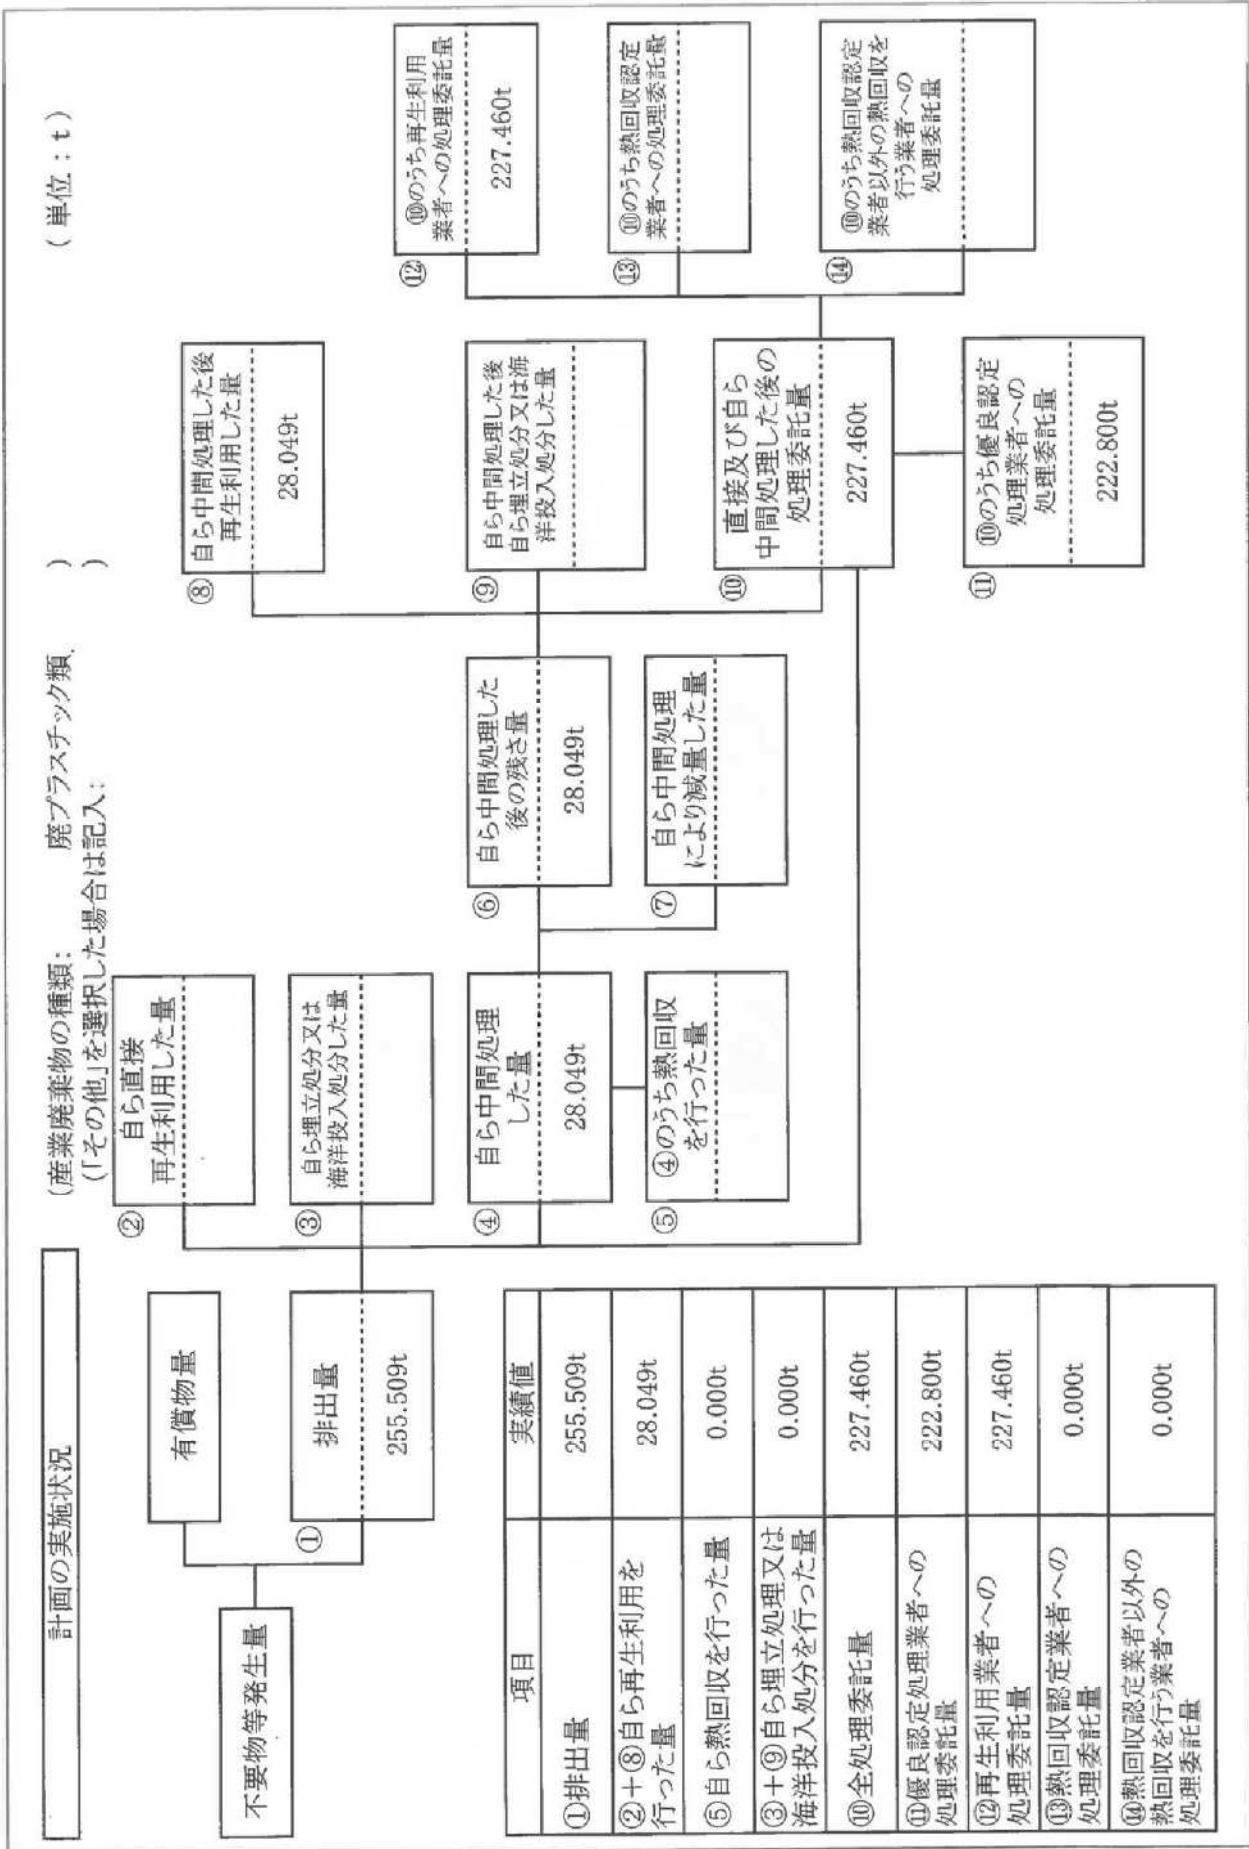 計画の実施状況
(産業廃棄物の種類: 廃プラスチック類 )
(「その他」を選択した場合は記入: )
(単位:t)
不要物等発生量
有償物量
①
排出量
255.509t
②
自ら直接
再生利用した量
③
自ら埋立処分又は
海洋投入処分した量
④
自ら中間処理
した量
28.049t
⑤
④のうち熱回収
を行った量
⑥
自ら中間処理した
後の残さ量
28.049t
⑦
自ら中間処理
により減量した量
⑧
自ら中間処理した後
再生利用した量
28.049t
⑨
自ら中間処理した後
自ら埋立処分又は海
洋投入処分した量
⑩
直接及び自ら
中間処理した後の
処理委託量
227.460t
⑪
⑩のうち優良認定
処理業者への
処理委託量
222.800t
⑫
⑩のうち再生利用
業者への処理委託量
227.460t
⑬
⑩のうち熱回収認定
業者への処理委託量
⑭
⑩のうち熱回収認定
業者以外の熱回収を
行う業者への
処理委託量
項目 実績値
①排出量 255.509t
②+⑧自ら再生利用を
行った量 28.049t
⑤自ら熱回収を行った量 0.000t
③+⑨自ら埋立処理又は
海洋投入処分を行った量 0.000t
⑩全処理委託量 227.460t
⑪優良認定処理業者への
処理委託量 222.800t
⑫再生利用業者への
処理委託量 227.460t
⑬熱回収認定業者への
処理委託量 0.000t
⑭熱回収認定業者以外の
熱回収を行う業者への
処理委託量 0.000t